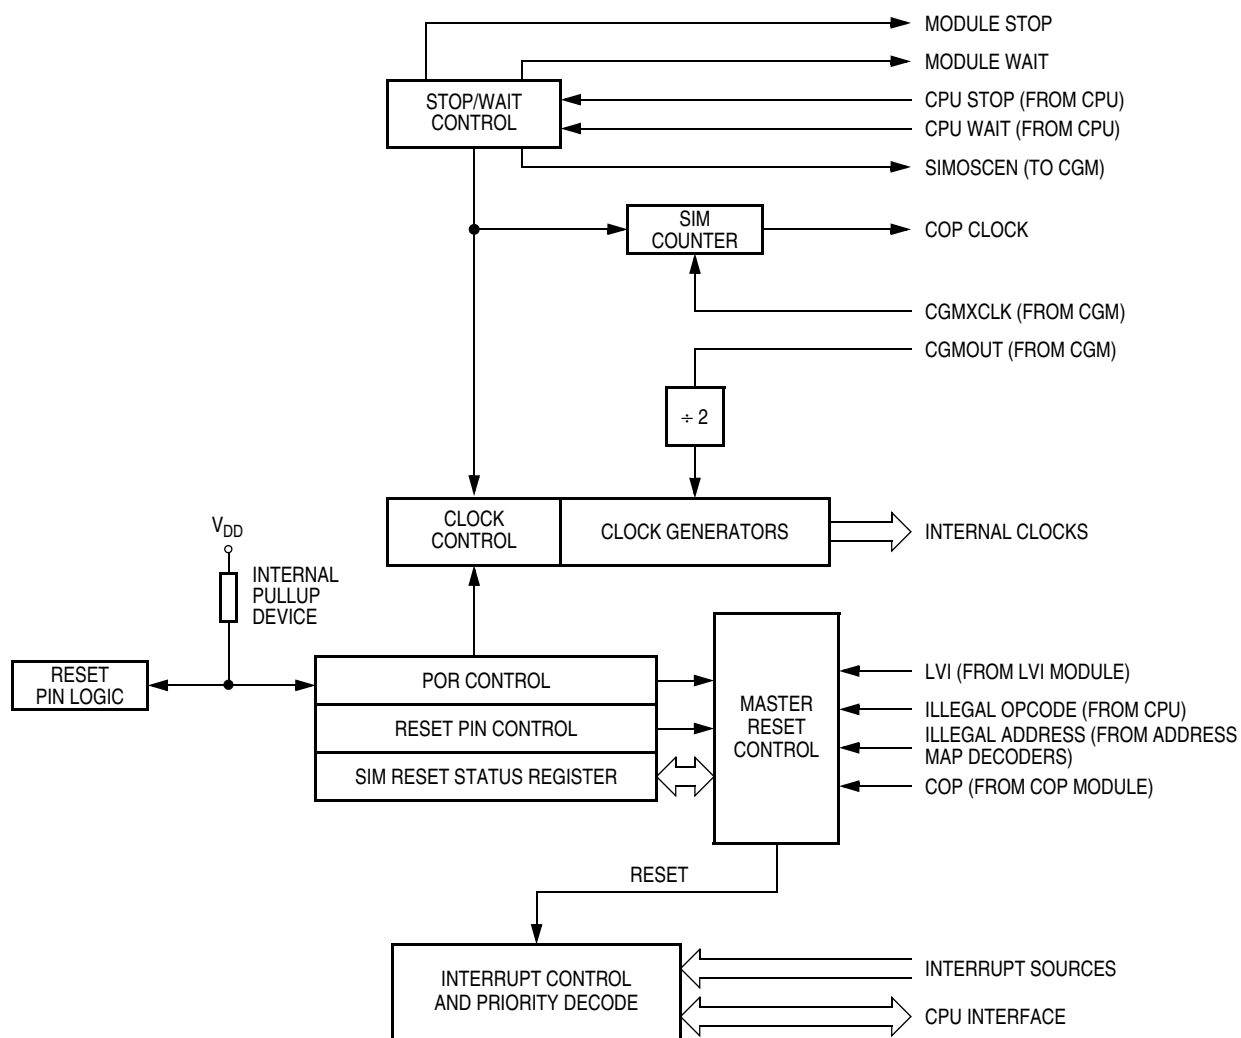 MODULE STOP
MODULE WAIT
STOP/WAIT
CONTROL
CPU STOP (FROM CPU)
CPU WAIT (FROM CPU)
SIMOSCEN (TO CGM)
SIM
COUNTER
COP CLOCK
CGMXCLK (FROM CGM)
CGMOUT (FROM CGM)
÷ 2
CLOCK
CONTROL
CLOCK GENERATORS
INTERNAL CLOCKS
VDD
INTERNAL
PULLUP
DEVICE
RESET
PIN LOGIC
POR CONTROL
RESET PIN CONTROL
SIM RESET STATUS REGISTER
MASTER
RESET
CONTROL
LVI (FROM LVI MODULE)
ILLEGAL OPCODE (FROM CPU)
ILLEGAL ADDRESS (FROM ADDRESS
MAP DECODERS)
COP (FROM COP MODULE)
RESET
INTERRUPT CONTROL
AND PRIORITY DECODE
INTERRUPT SOURCES
CPU INTERFACE